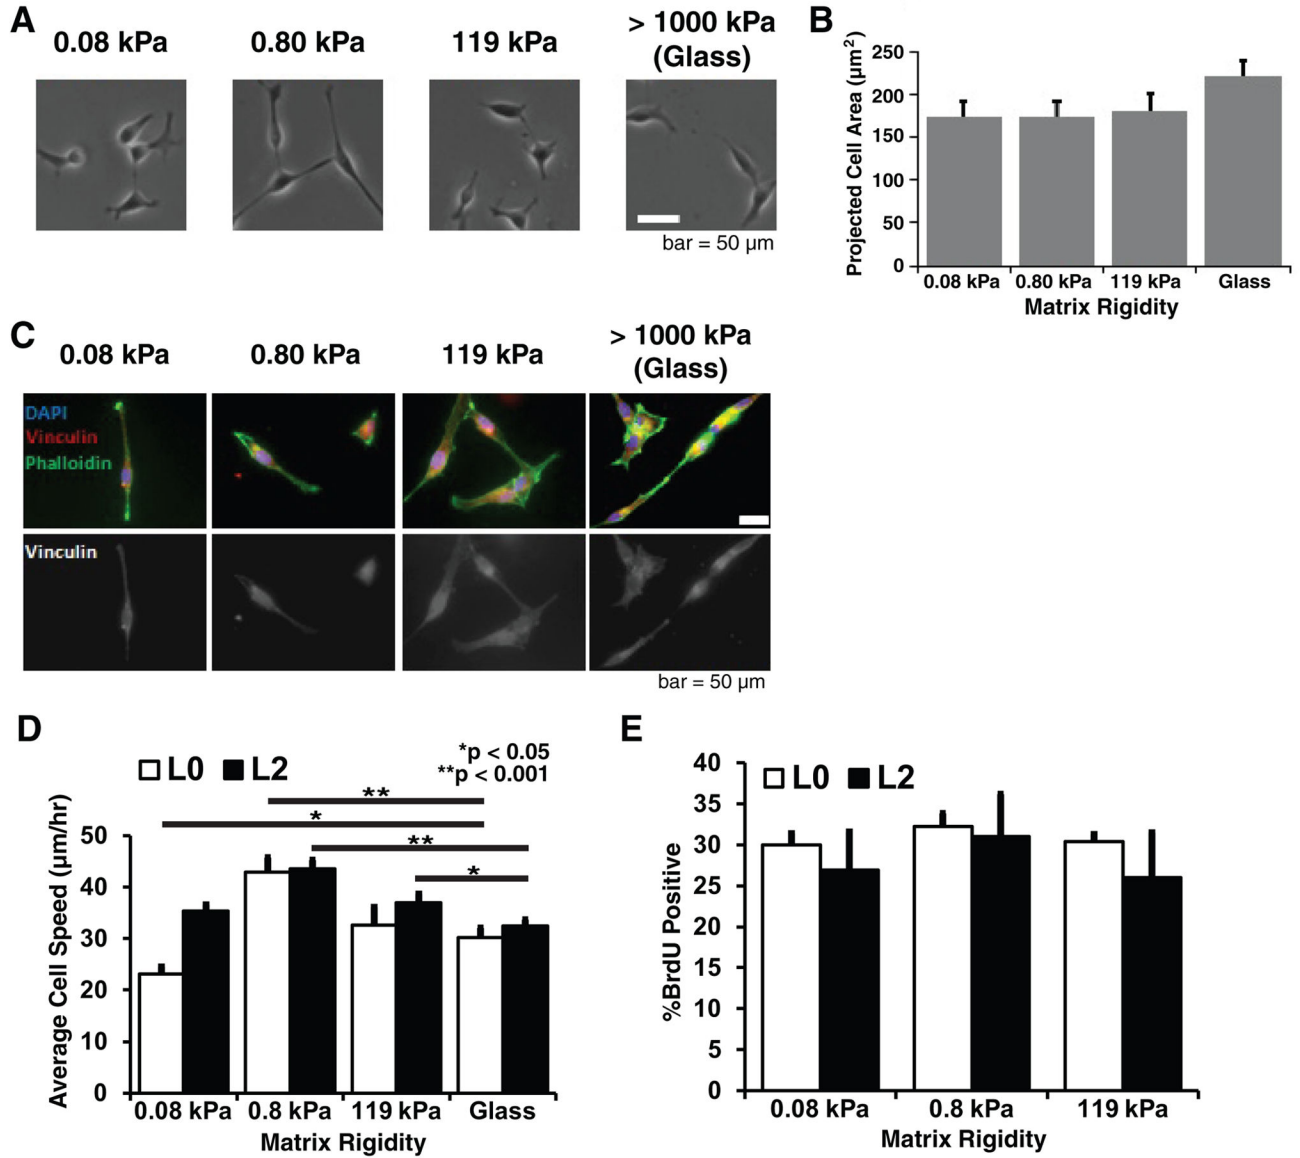 A
0.08 kPa
0.80 kPa
119 kPa
> 1000 kPa
(Glass)
bar = 50 µm
B
Projected Cell Area (µm²)
250
200
150
100
50
0
0.08 kPa
0.80 kPa
119 kPa
Glass
Matrix Rigidity
C
0.08 kPa
0.80 kPa
119 kPa
> 1000 kPa
(Glass)
DAPI
Vinculin
Phalloidin
Vinculin
bar = 50 µm
D
L0
L2
*p < 0.05
**p < 0.001
**
*
**
*
Average Cell Speed (µm/hr)
50
40
30
20
10
0
0.08 kPa
0.8 kPa
119 kPa
Glass
Matrix Rigidity
E
L0
L2
%BrdU Positive
40
35
30
25
20
15
10
5
0
0.08 kPa
0.8 kPa
119 kPa
Matrix Rigidity